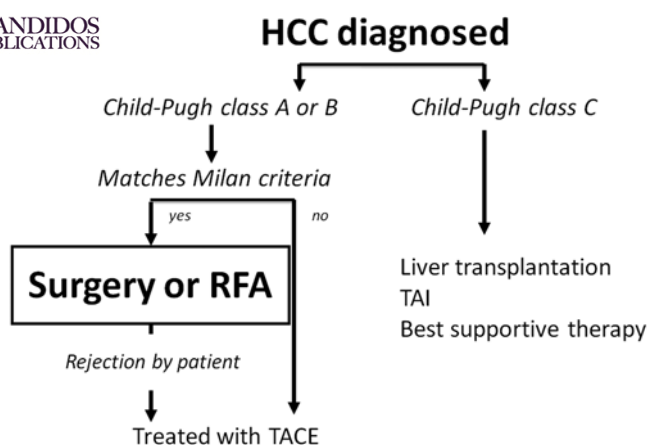 ANDIDOS
BLICATIONS
HCC diagnosed
Child-Pugh class A or B
Child-Pugh class C
Matches Milan criteria
yes
no
Surgery or RFA
Liver transplantation
TAI
Best supportive therapy
Rejection by patient
Treated with TACE